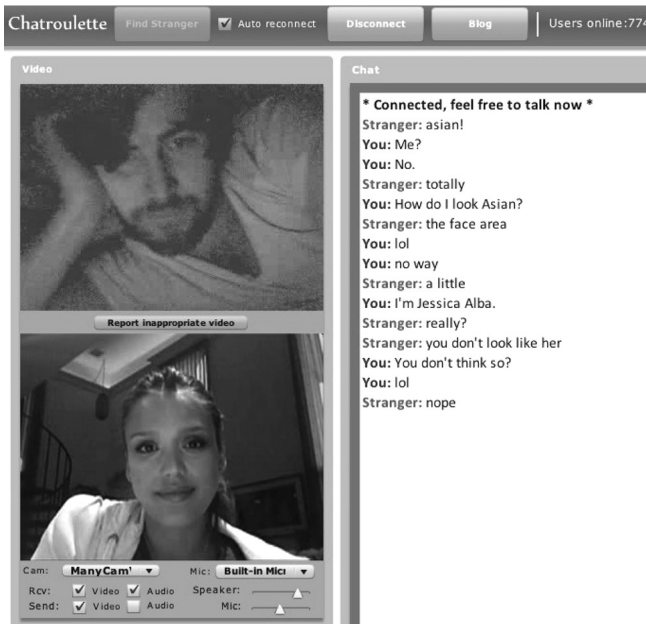 Chatroulette Find Stranger Auto reconnect Disconnect Blog Users online:774
Video
Report inappropriate video
Cam: ManyCam' Mic: Built-in Micı
Rcv: Video Audio Speaker:
Send: Video Audio Mic:
Chat
* Connected, feel free to talk now *
Stranger: asian!
You: Me?
You: No.
Stranger: totally
You: How do I look Asian?
Stranger: the face area
You: lol
You: no way
Stranger: a little
You: I'm Jessica Alba.
Stranger: really?
Stranger: you don't look like her
You: You don't think so?
You: lol
Stranger: nope